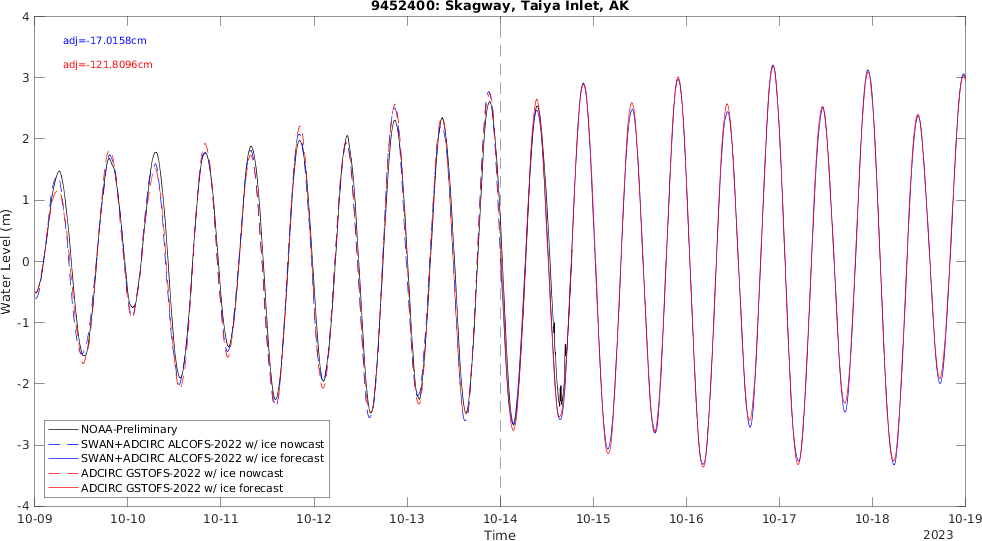 9452400: Skagway, Taiya Inlet, AK
adj=-17.0158cm
adj=-121.8096cm
4
3
2
1
0
-1
-2
-3
-4
Water Level (m)
NOAA-Preliminary
SWAN+ADCIRC ALCOFS-2022 w/ ice nowcast
SWAN+ADCIRC ALCOFS-2022 w/ ice forecast
ADCIRC GSTOFS-2022 w/ ice nowcast
ADCIRC GSTOFS-2022 w/ ice forecast
10-09 10-10 10-11 10-12 10-13 10-14 10-15 10-16 10-17 10-18 10-19
Time
2023